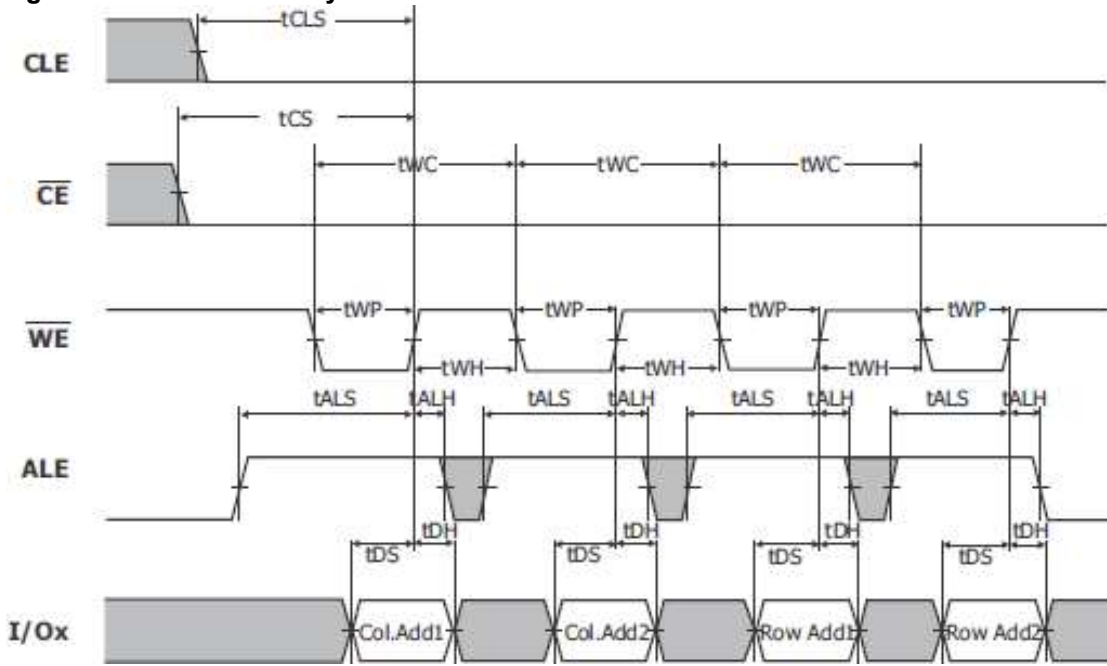 tCLS
CLE
tCS
tWC tWC tWC
CE
tWP tWP tWP tWP
WE
tWH tWH tWH
tALS tALH tALS tALH tALS tALH tALS tALH
ALE
tDH tDH tDH tDH
tDS tDS tDS tDS
I/Ox Col.Add1 Col.Add2 Row Add1 Row Add2